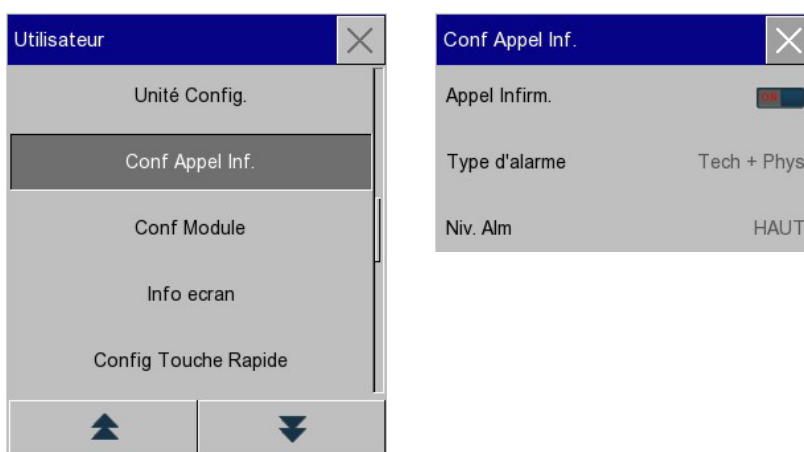 Utilisateur
Unité Config.
Conf Appel Inf.
Conf Module
Info ecran
Config Touche Rapide
Conf Appel Inf.
Appel Infirm.
ON
Type d'alarme
Tech + Phys
Niv. Alm
HAUT